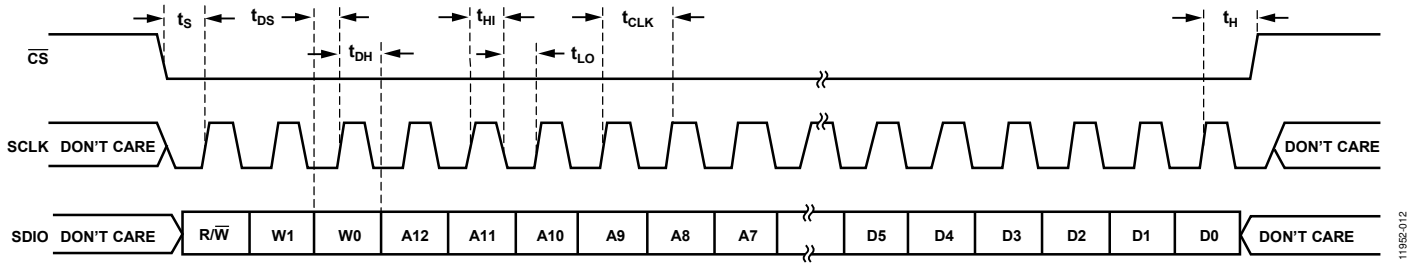 tS
tDS
tHI
tCLK
tH
CS
tDH
tLO
SCLK DON'T CARE
DON'T CARE
SDIO DON'T CARE R/W W1 W0 A12 A11 A10 A9 A8 A7 D5 D4 D3 D2 D1 D0 DON'T CARE
11952-012